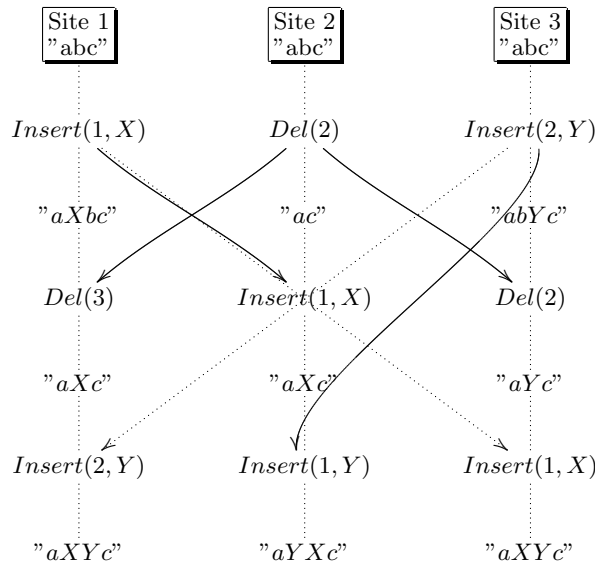 Site 1 Site 2 Site 3
"abc" "abc" "abc"
Insert(1, X) Del(2) Insert(2, Y)
"aXbc" "ac" "abYc"
Del(3) Insert(1, X) Del(2)
"aXc" "aXc" "aYc"
Insert(2, Y) Insert(1, Y) Insert(1, X)
"aXYc" "aYXc" "aXYc"